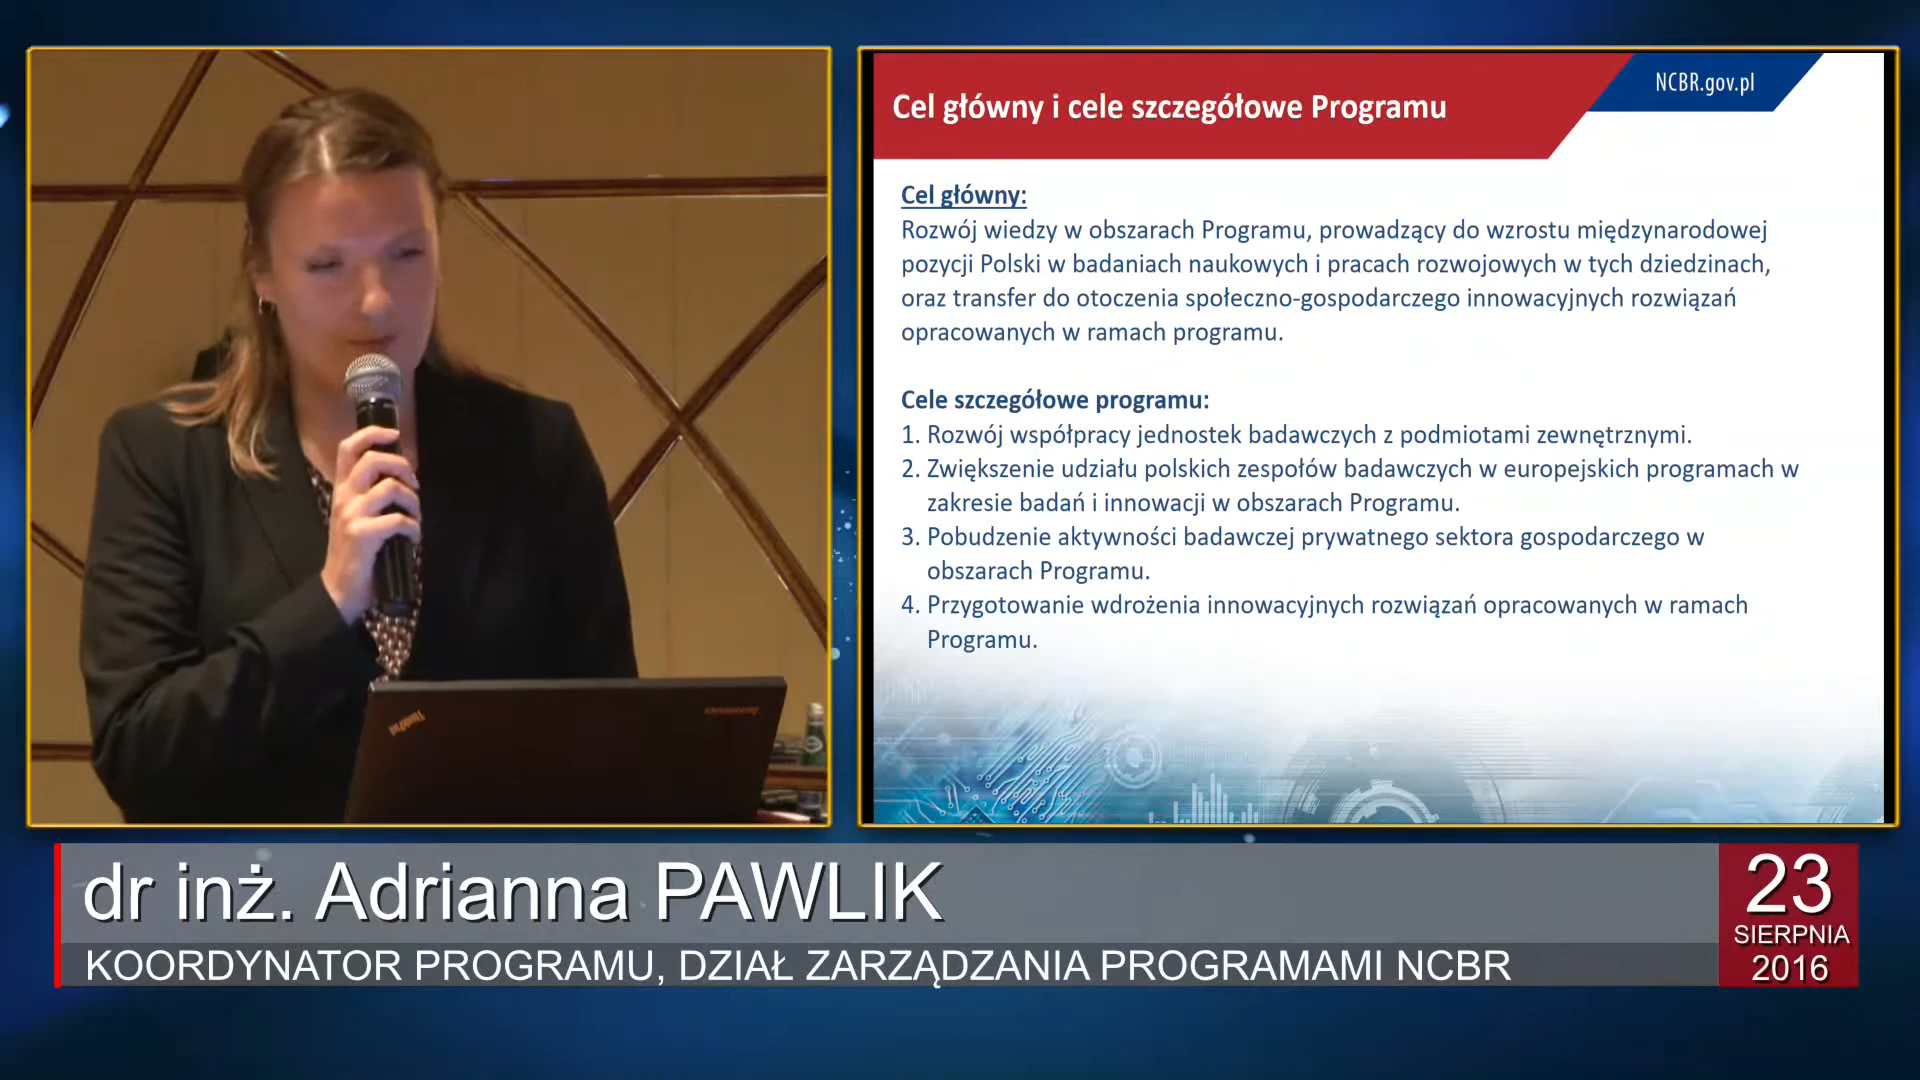 NCBR.gov.pl
Cel główny i cele szczegółowe Programu
Cel główny:
Rozwój wiedzy w obszarach Programu, prowadzący do wzrostu międzynarodowej
pozycji Polski w badaniach naukowych i pracach rozwojowych w tych dziedzinach,
oraz transfer do otoczenia społeczno-gospodarczego innowacyjnych rozwiązań
opracowanych w ramach programu.
Cele szczegółowe programu:
1. Rozwój współpracy jednostek badawczych z podmiotami zewnętrznymi.
2. Zwiększenie udziału polskich zespołów badawczych w europejskich programach w
zakresie badań i innowacji w obszarach Programu.
3. Pobudzenie aktywności badawczej prywatnego sektora gospodarczego w
obszarach Programu.
4. Przygotowanie wdrożenia innowacyjnych rozwiązań opracowanych w ramach
Programu.
ThinkPad
lenovo
dr inż. Adrianna PAWLIK
KOORDYNATOR PROGRAMU, DZIAŁ ZARZĄDZANIA PROGRAMAMI NCBR
23
SIERPNIA
2016